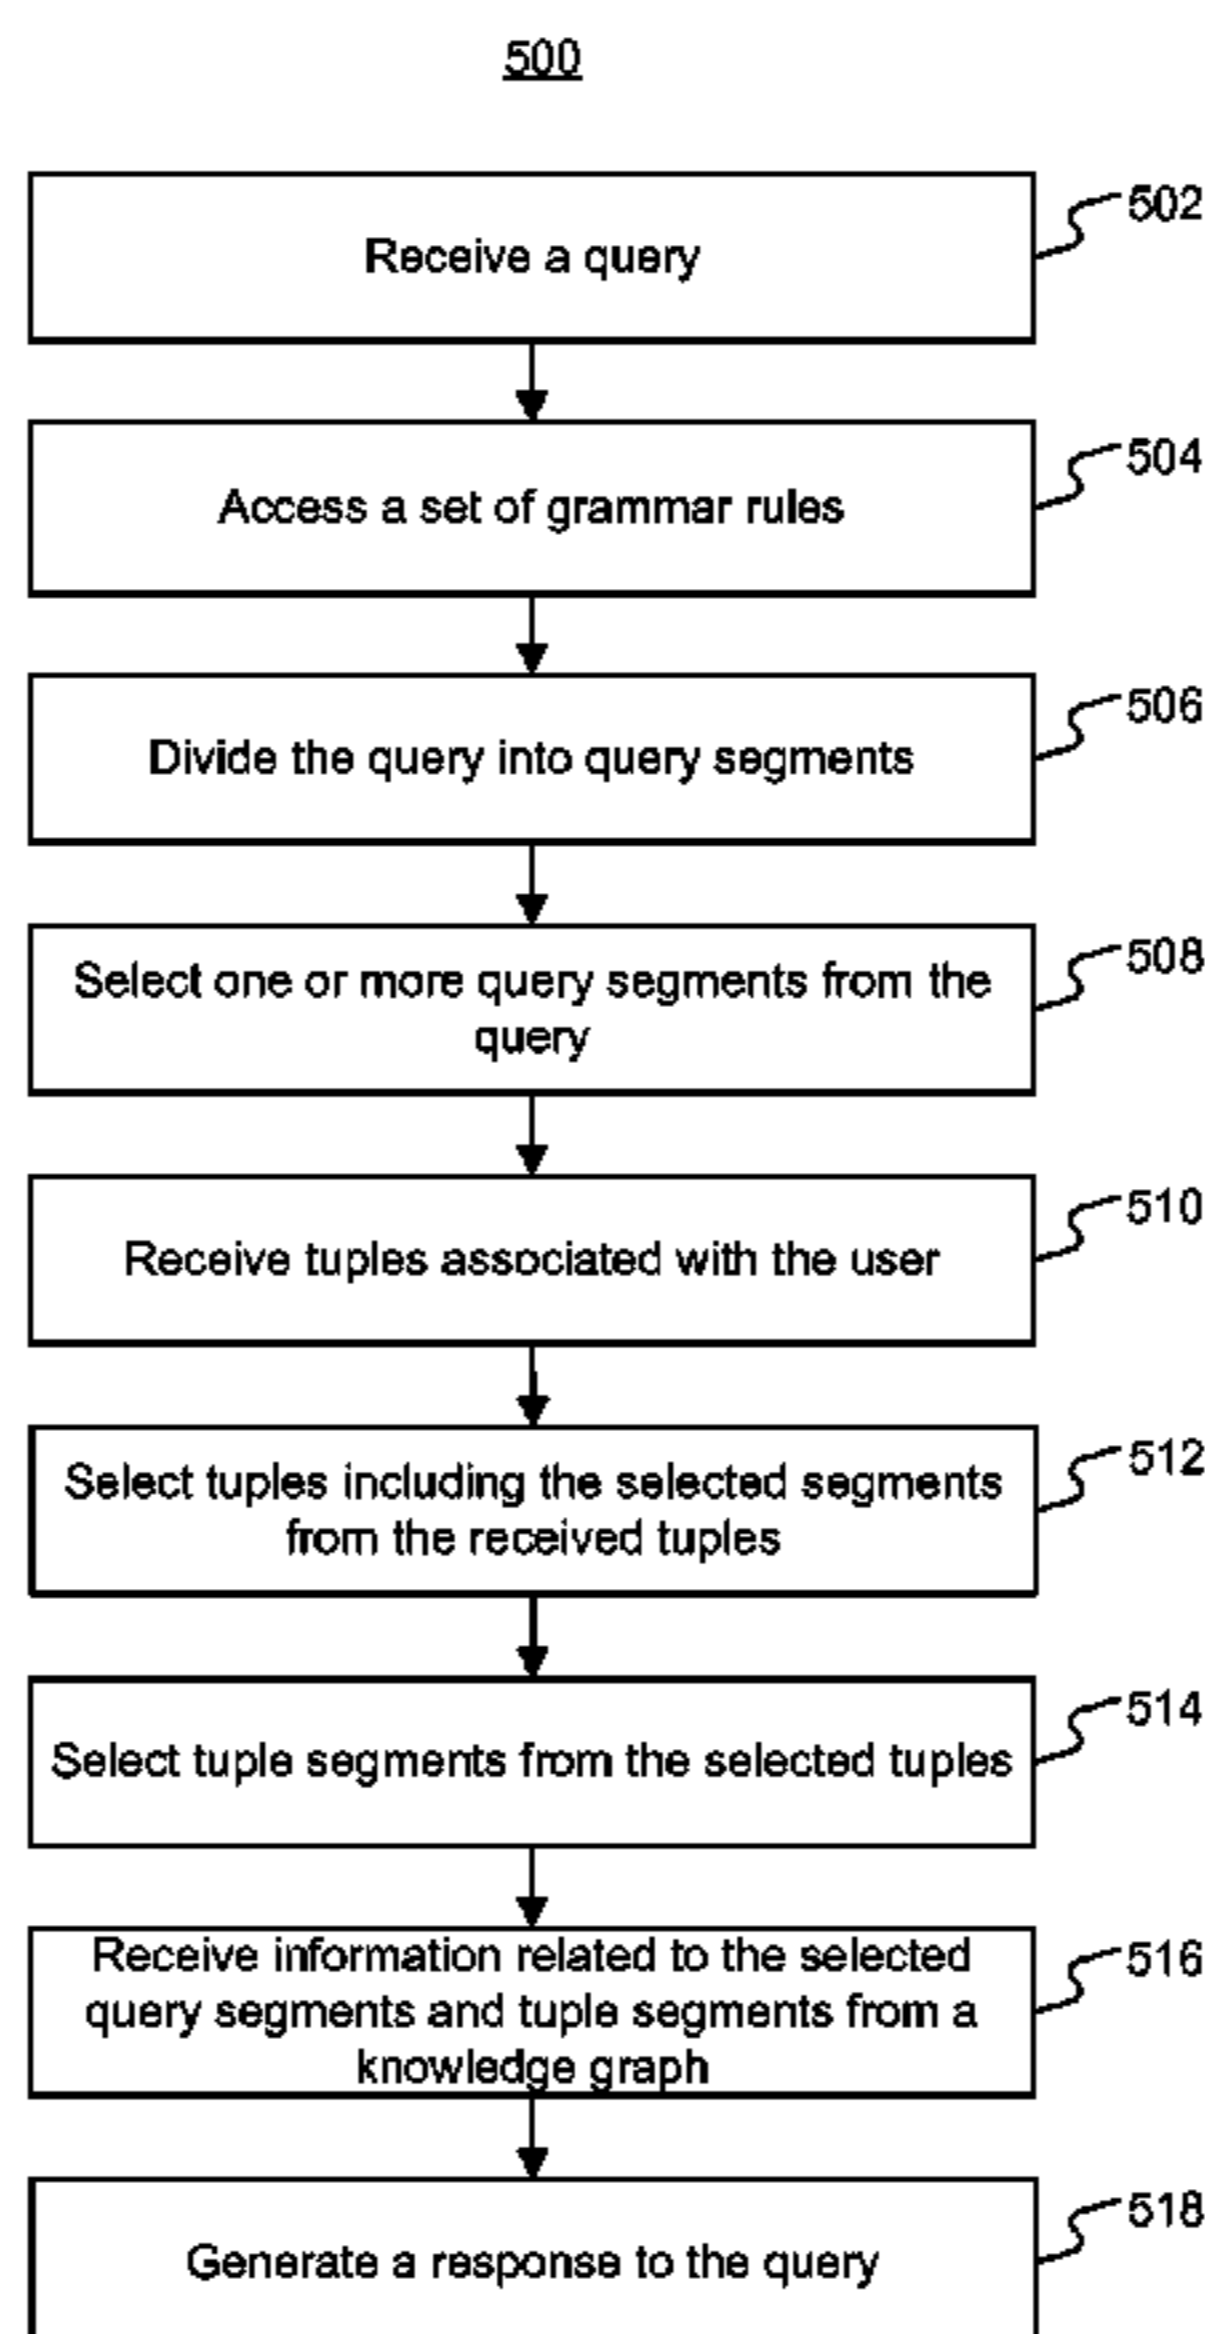 500
Receive a query
502
Access a set of grammar rules
504
Divide the query into query segments
506
Select one or more query segments from the
query
508
Receive tuples associated with the user
510
Select tuples including the selected segments
from the received tuples
512
Select tuple segments from the selected tuples
514
Receive information related to the selected
query segments and tuple segments from a
knowledge graph
516
Generate a response to the query
518